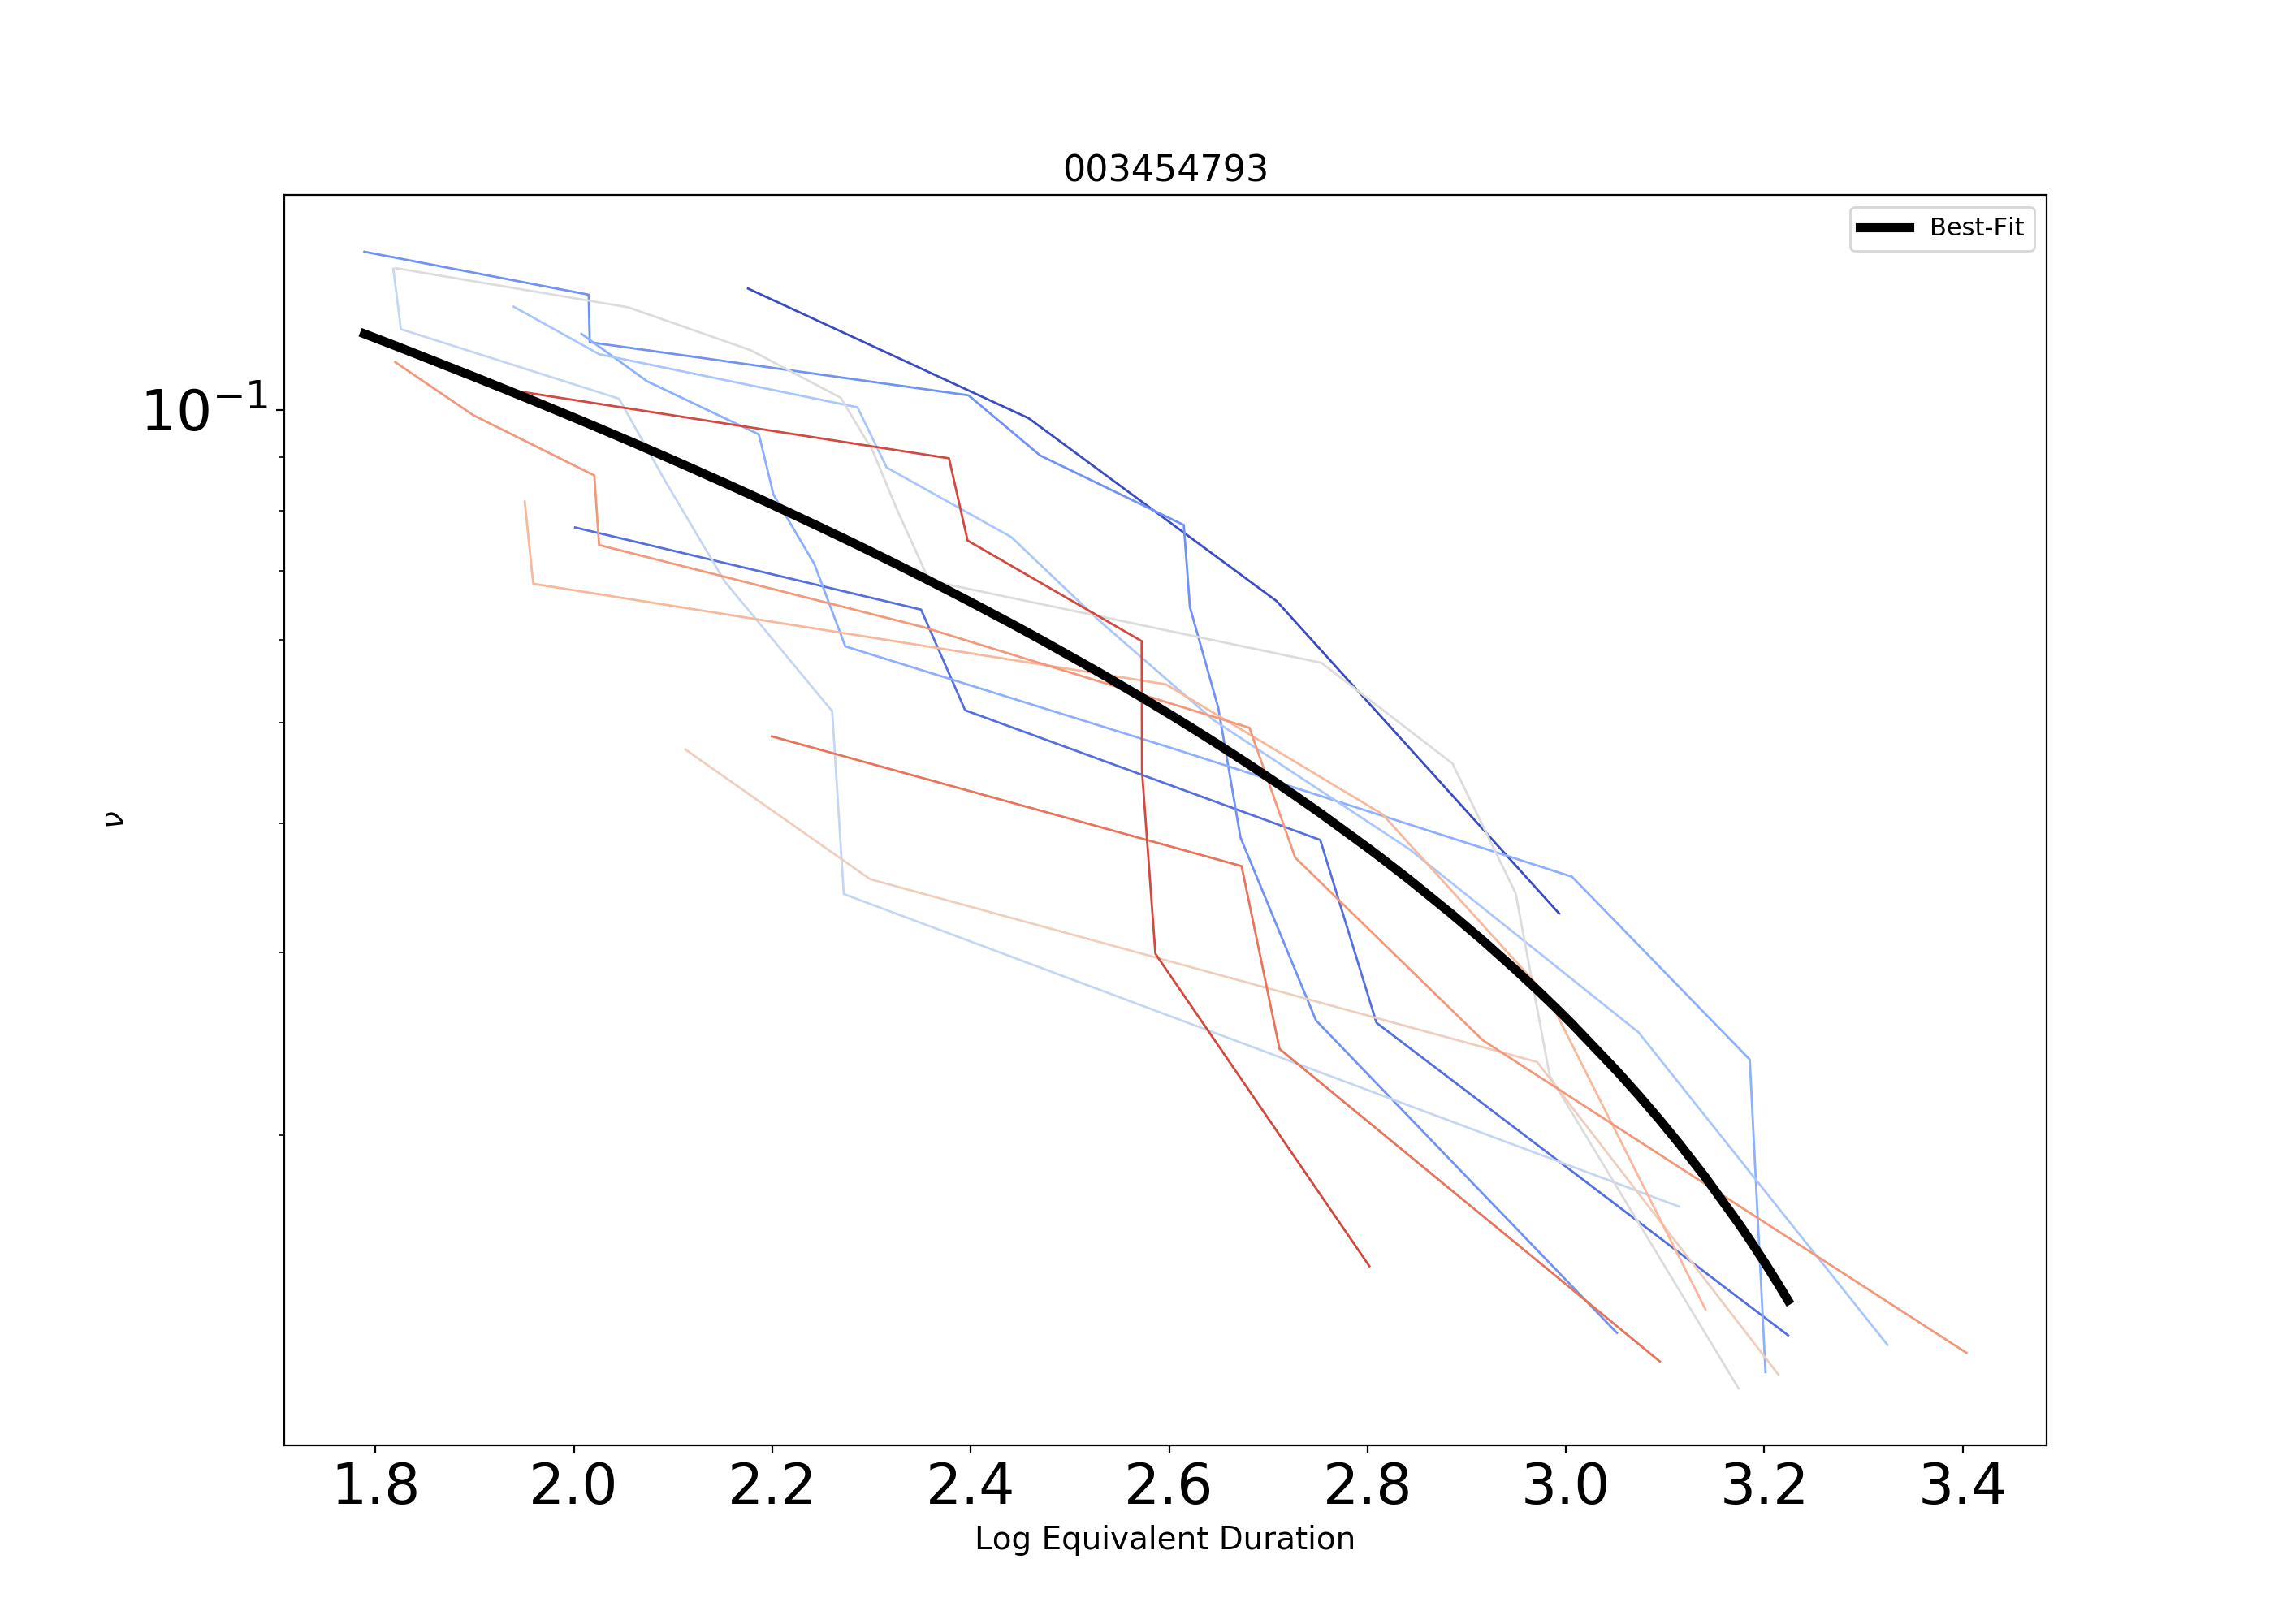 003454793
Best-Fit
10⁻¹
ν
1.8 2.0 2.2 2.4 2.6 2.8 3.0 3.2 3.4
Log Equivalent Duration